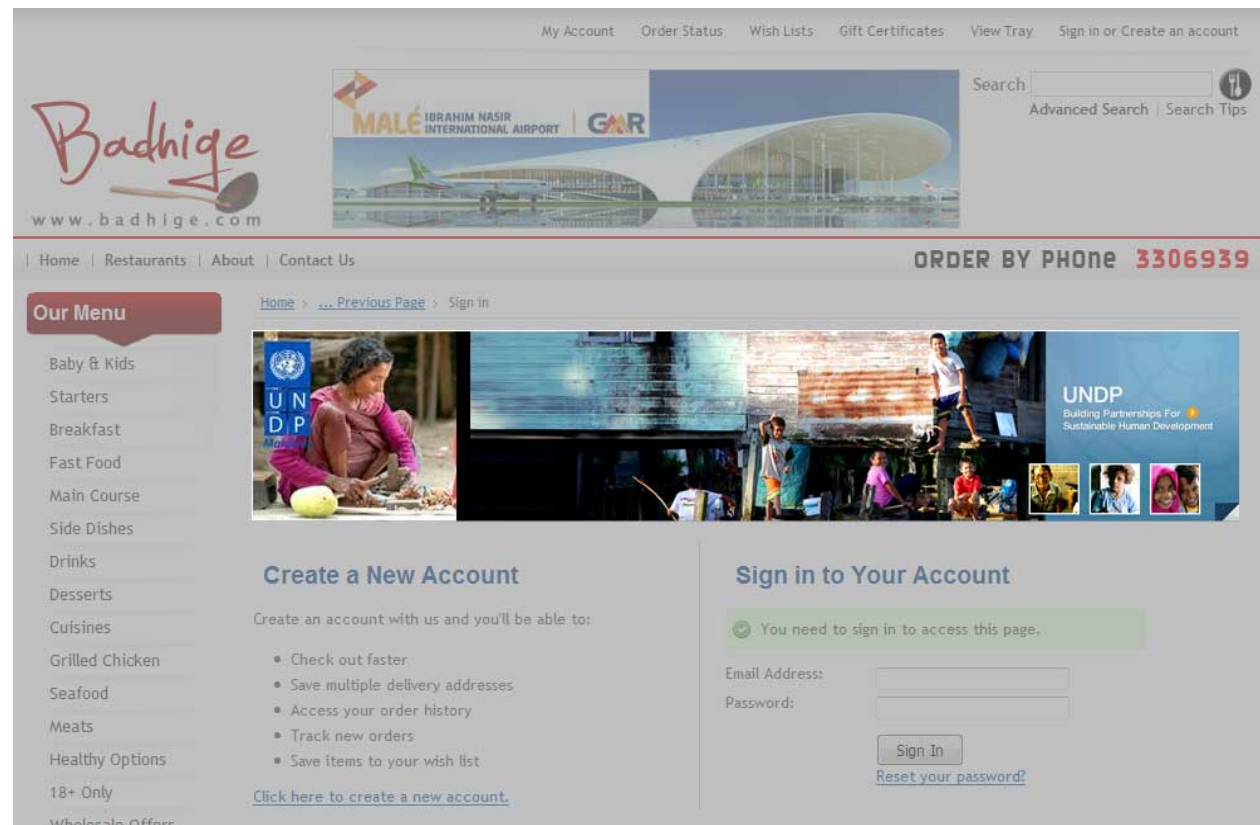 My Account Order Status Wish Lists Gift Certificates View Tray Sign in or Create an account
Badhige
www.badhige.com
MALÉ IBRAHIM NASIR INTERNATIONAL AIRPORT | GMR
Search
Advanced Search | Search Tips
| Home | Restaurants | About | Contact Us
ORDER BY PHONE 3306939
Our Menu
Baby & Kids
Starters
Breakfast
Fast Food
Main Course
Side Dishes
Drinks
Desserts
Cuisines
Grilled Chicken
Seafood
Meats
Healthy Options
18+ Only
Wholesale Offers
Home > ... Previous Page > Sign in
U N
D P
Maldives
UNDP
Building Partnerships For
Sustainable Human Development
Create a New Account
Create an account with us and you'll be able to:
• Check out faster
• Save multiple delivery addresses
• Access your order history
• Track new orders
• Save items to your wish list
Click here to create a new account.
Sign in to Your Account
You need to sign in to access this page.
Email Address:
Password:
Sign In
Reset your password?